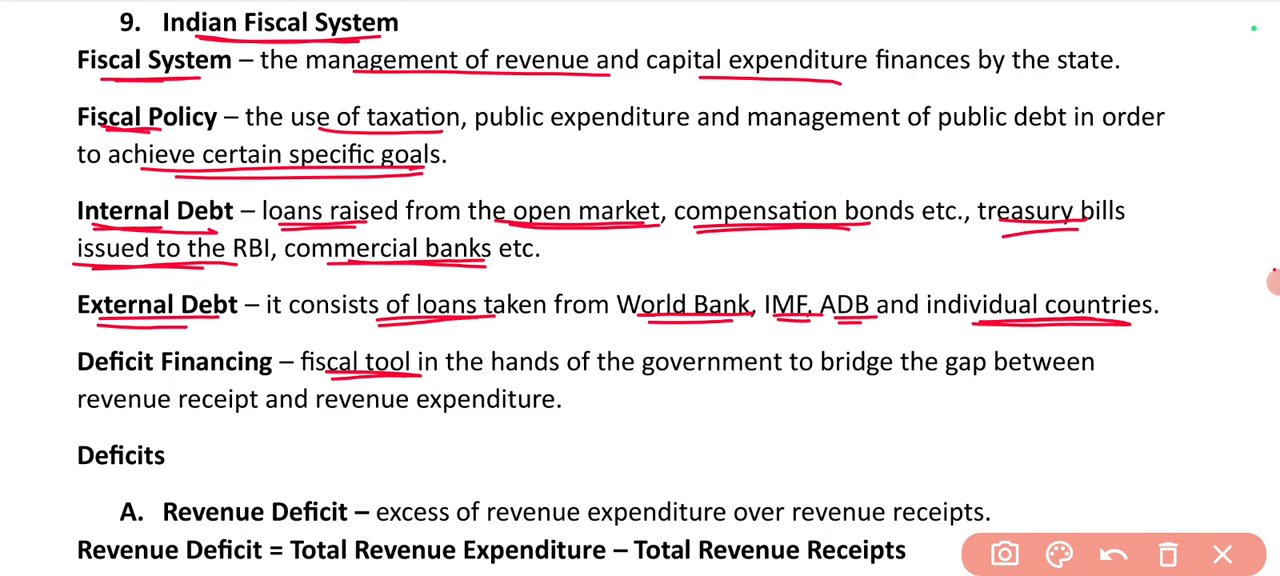 9. Indian Fiscal System
Fiscal System – the management of revenue and capital expenditure finances by the state.
Fiscal Policy – the use of taxation, public expenditure and management of public debt in order
to achieve certain specific goals.
Internal Debt – loans raised from the open market, compensation bonds etc., treasury bills
issued to the RBI, commercial banks etc.
External Debt – it consists of loans taken from World Bank, IMF, ADB and individual countries.
Deficit Financing – fiscal tool in the hands of the government to bridge the gap between
revenue receipt and revenue expenditure.
Deficits
A. Revenue Deficit – excess of revenue expenditure over revenue receipts.
Revenue Deficit = Total Revenue Expenditure – Total Revenue Receipts